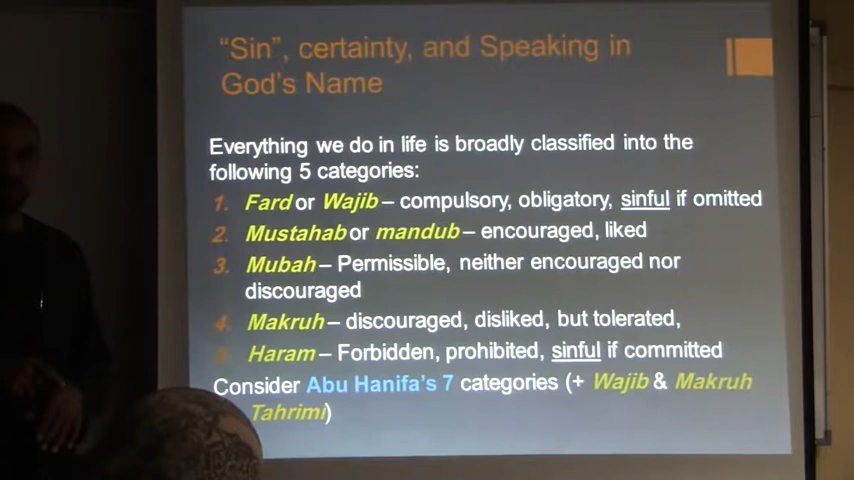 “Sin”, certainty, and Speaking in
God’s Name
Everything we do in life is broadly classified into the
following 5 categories:
1. Fard or Wajib – compulsory, obligatory, sinful if omitted
2. Mustahab or mandub – encouraged, liked
3. Mubah – Permissible, neither encouraged nor
discouraged
4. Makruh – discouraged, disliked, but tolerated,
5. Haram – Forbidden, prohibited, sinful if committed
Consider Abu Hanifa’s 7 categories (+ Wajib & Makruh
Tahrimi)